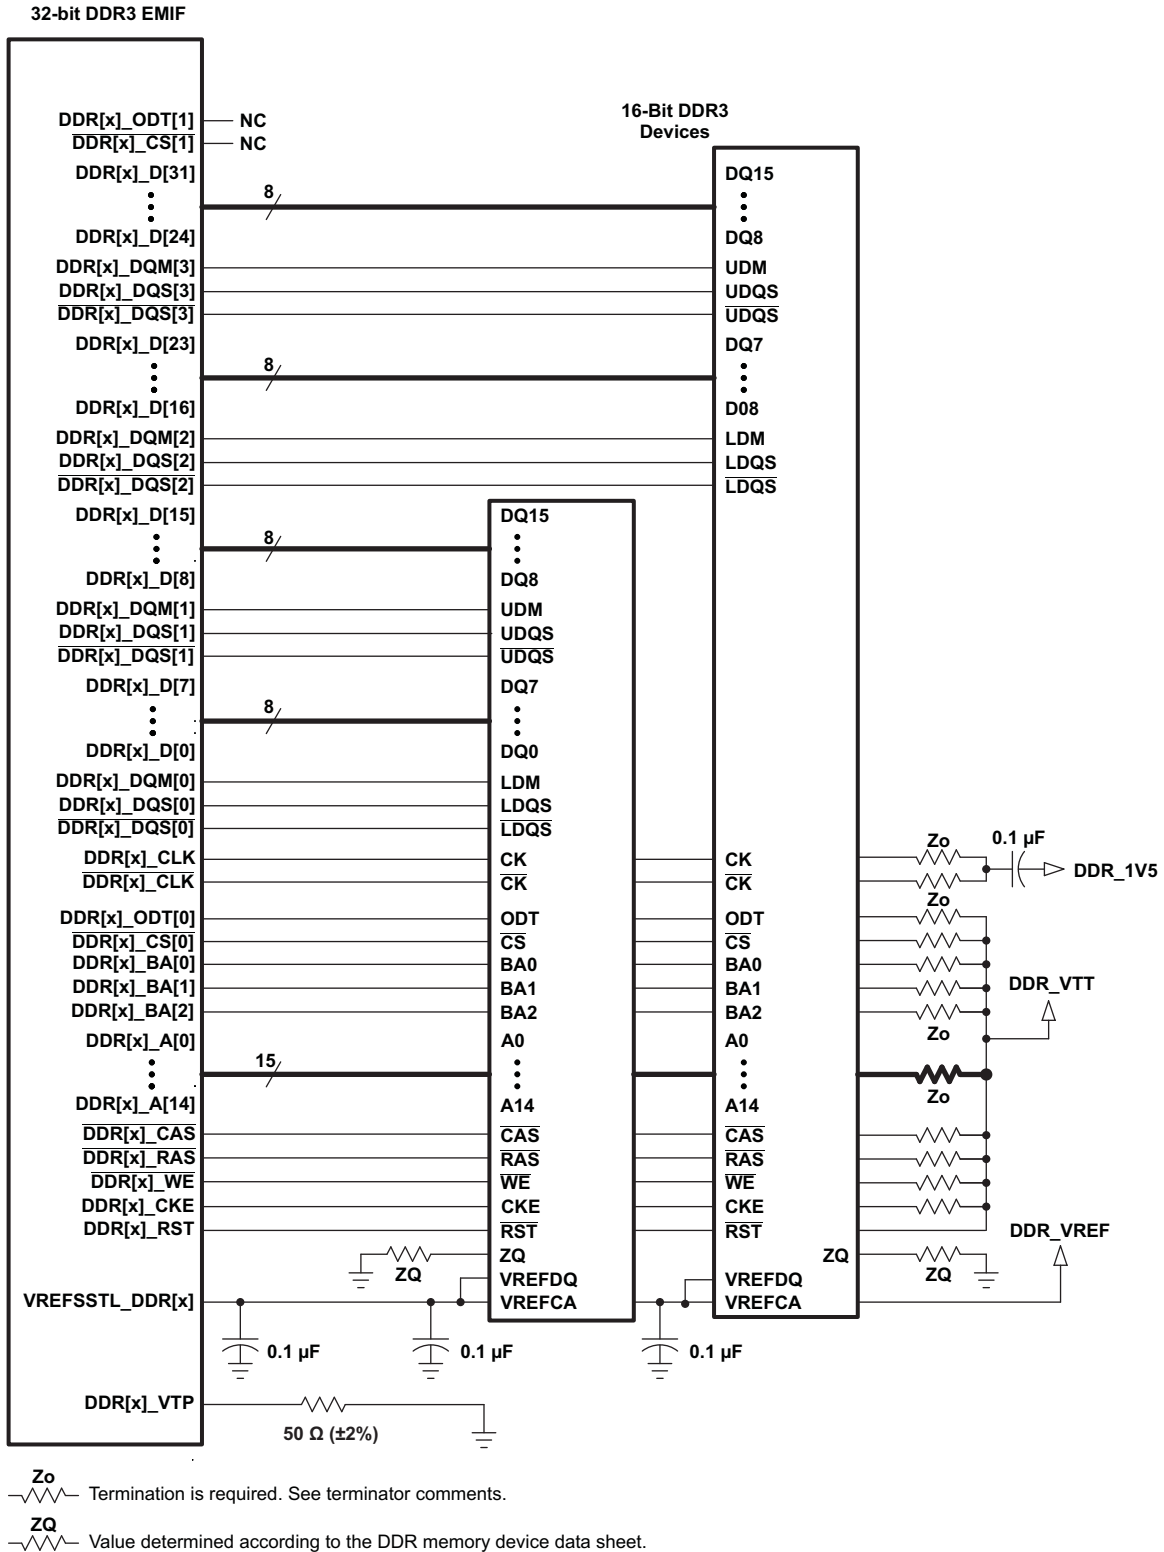 32-bit DDR3 EMIF
16-Bit DDR3
Devices
DDR[x]_ODT[1]
NC
DDR[x]_CS[1]
NC
DDR[x]_D[31]
8
DQ15
DDR[x]_D[24]
DQ8
DDR[x]_DQM[3]
UDM
DDR[x]_DQS[3]
UDQS
DDR[x]_DQS[3]
UDQS
DDR[x]_D[23]
8
DQ7
DDR[x]_D[16]
D08
DDR[x]_DQM[2]
LDM
DDR[x]_DQS[2]
LDQS
DDR[x]_DQS[2]
LDQS
DDR[x]_D[15]
8
DQ15
DDR[x]_D[8]
DQ8
DDR[x]_DQM[1]
UDM
DDR[x]_DQS[1]
UDQS
DDR[x]_DQS[1]
UDQS
DDR[x]_D[7]
8
DQ7
DDR[x]_D[0]
DQ0
DDR[x]_DQM[0]
LDM
DDR[x]_DQS[0]
LDQS
DDR[x]_DQS[0]
LDQS
Zo
0.1 µF
DDR[x]_CLK
CK
CK
DDR_1V5
DDR[x]_CLK
CK
CK
Zo
DDR[x]_ODT[0]
ODT
ODT
DDR[x]_CS[0]
CS
CS
DDR[x]_BA[0]
BA0
BA0
DDR[x]_BA[1]
BA1
BA1
DDR_VTT
DDR[x]_BA[2]
BA2
BA2
Zo
DDR[x]_A[0]
A0
A0
15
Zo
DDR[x]_A[14]
A14
A14
DDR[x]_CAS
CAS
CAS
DDR[x]_RAS
RAS
RAS
DDR[x]_WE
WE
WE
DDR[x]_CKE
CKE
CKE
DDR[x]_RST
RST
RST
DDR_VREF
ZQ
ZQ
ZQ
ZQ
VREFDQ
VREFDQ
VREFSSTL_DDR[x]
VREFCA
VREFCA
0.1 µF
0.1 µF
0.1 µF
DDR[x]_VTP
50 Ω (±2%)
Zo
Termination is required. See terminator comments.
ZQ
Value determined according to the DDR memory device data sheet.